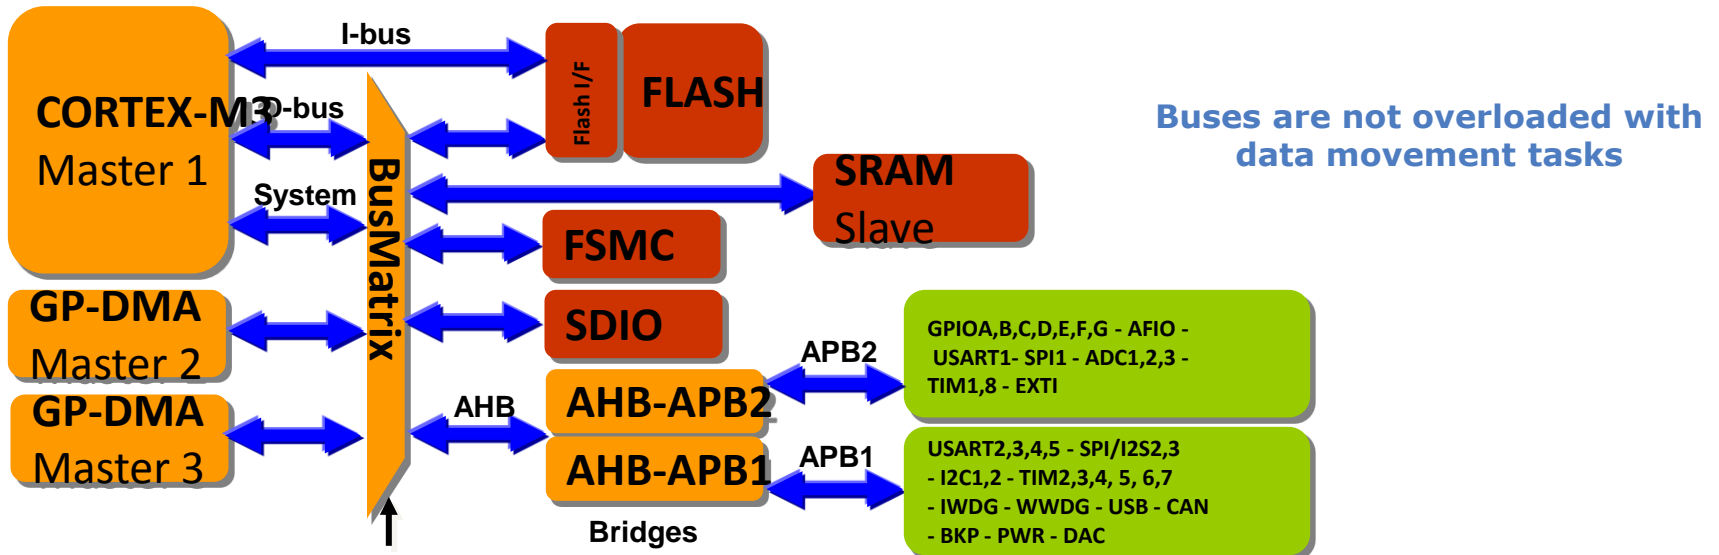 I-bus
CORTEX-M3
Master 1
D-bus
System
BusMatrix
Flash I/F
FLASH
Buses are not overloaded with
data movement tasks
SRAM
Slave
FSMC
GP-DMA
Master 2
SDIO
GP-DMA
Master 3
AHB
AHB-APB2
AHB-APB1
Bridges
APB2
GPIOA,B,C,D,E,F,G - AFIO -
USART1- SPI1 - ADC1,2,3 -
TIM1,8 - EXTI
APB1
USART2,3,4,5 - SPI/I2S2,3
- I2C1,2 - TIM2,3,4, 5, 6,7
- IWDG - WWDG - USB - CAN
- BKP - PWR - DAC